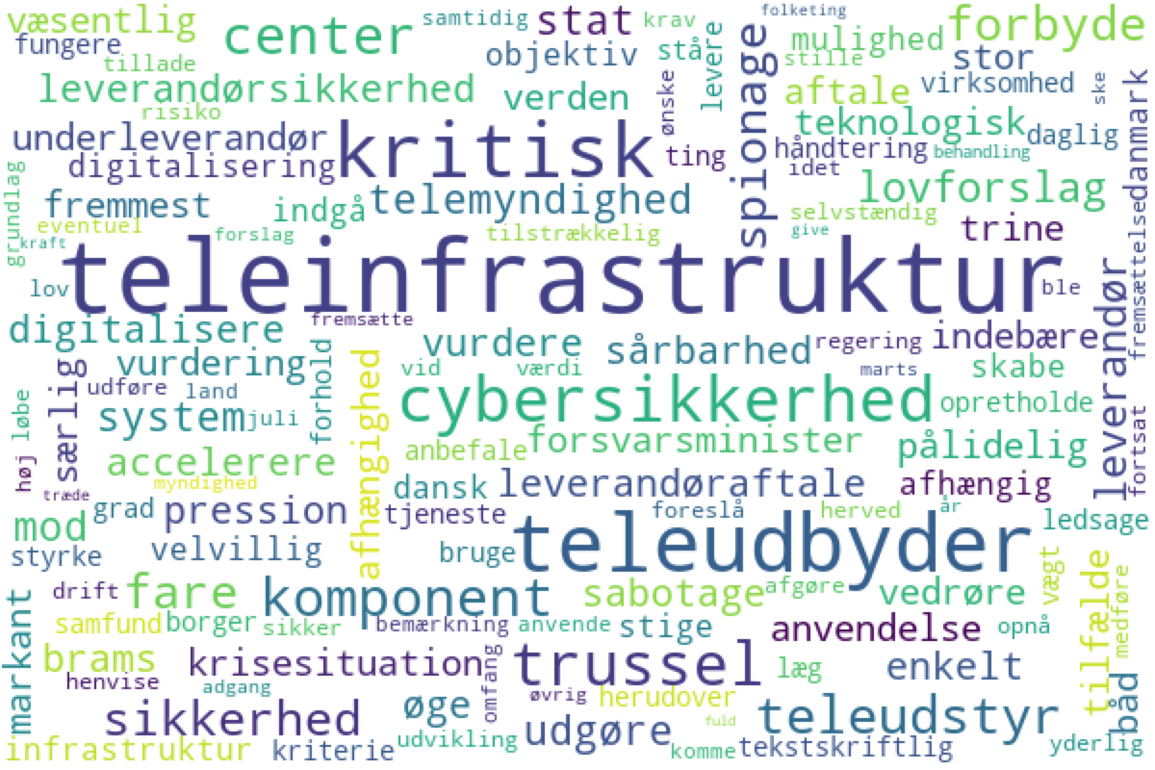 væsentlig
center
samtidig
stat
krav
folketing
forbyde
fungere
objektiv
stå
levere
mulighed
stor
tillade
stille
leverandørsikkerhed
verden
ønske
spionage
aftale
virksomhed
ske
danmark
risiko
underleverandør
kritisk
teknologisk
daglig
digitalisering
ting
håndtering
behandling
idet
grundlag
fremmest
indgå
telemyndighed
lovforslag
eventuel
selvstændig
fremsættelse
kraft
forslag
tilstrækkelig
give
trine
lov
teleinfrastruktur
ble
leverandør
digitalisere
fremsætte
vurdere
sårbarhed
regering
indebære
særlig
vurdering
forhold
afhængighed
vid
værdi
marts
skabe
udføre
land
cybersikkerhed
opretholde
høj
løbe
system
juli
anbefale
forsvarsminister
pålidelig
fortsat
accelerere
myndighed
dansk
leverandøraftale
afhængig
træde
grad
pression
tjeneste
foreslå
herved
år
ledsage
mod
styrke
velvillig
bruge
teleudbyder
vægt
tilfælde
medføre
drift
fare
komponent
sabotage
afgøre
vedrøre
markant
samfund
borger
sikker
bemærkning
anvende
stige
anvendelse
opnå
brams
krisesituation
omfang
trussel
læg
enkelt
henvise
adgang
øvrig
herudover
båd
sikkerhed
øge
udgøre
fuld
teleudstyr
infrastruktur
kriterie
udvikling
komme
tekstskriftlig
yderlig